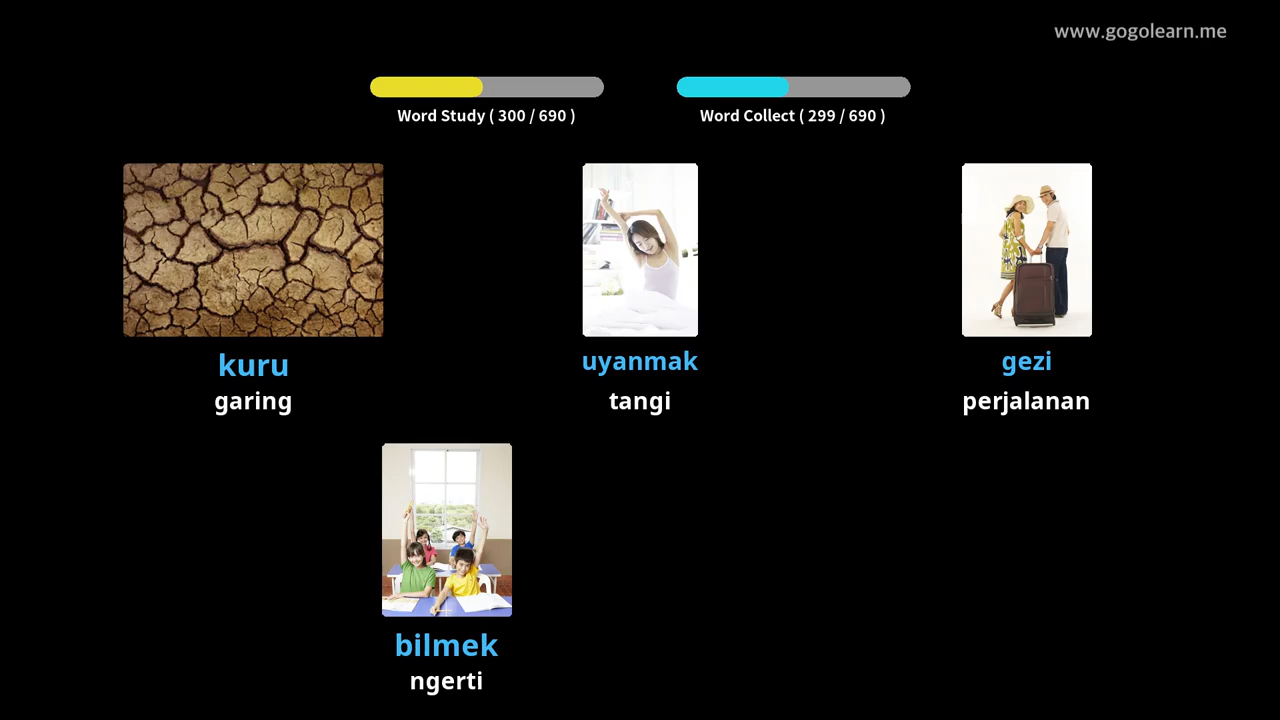 www.gogolearn.me
Word Study ( 300 / 690 )
Word Collect ( 299 / 690 )
kuru
garing
uyanmak
tangi
gezi
perjalanan
bilmek
ngerti